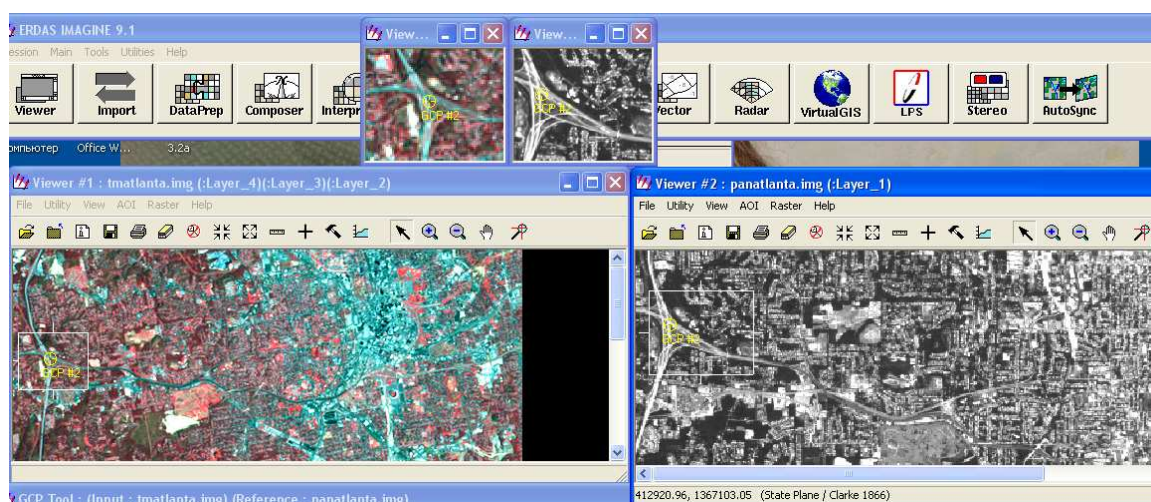 ERDAS IMAGINE 9.1
View...
View...
ession Main Tools Utilities Help
Viewer
Import
DataPrep
Composer
Interpr
Vector
Radar
VirtualGIS
LPS
Stereo
AutoSync
GCP #2
GCP #2
омпьютер Office W... 3.2a
Viewer #1 : tmatlanta.img (:Layer_4)(:Layer_3)(:Layer_2)
File Utility View AOI Raster Help
GCP #2
Viewer #2 : panatlanta.img (:Layer_1)
File Utility View AOI Raster Help
GCP #2
412920.96, 1367103.05 (State Plane / Clarke 1866)
GCP Tool : (Input : tmatlanta.img) (Reference : panatlanta.img)